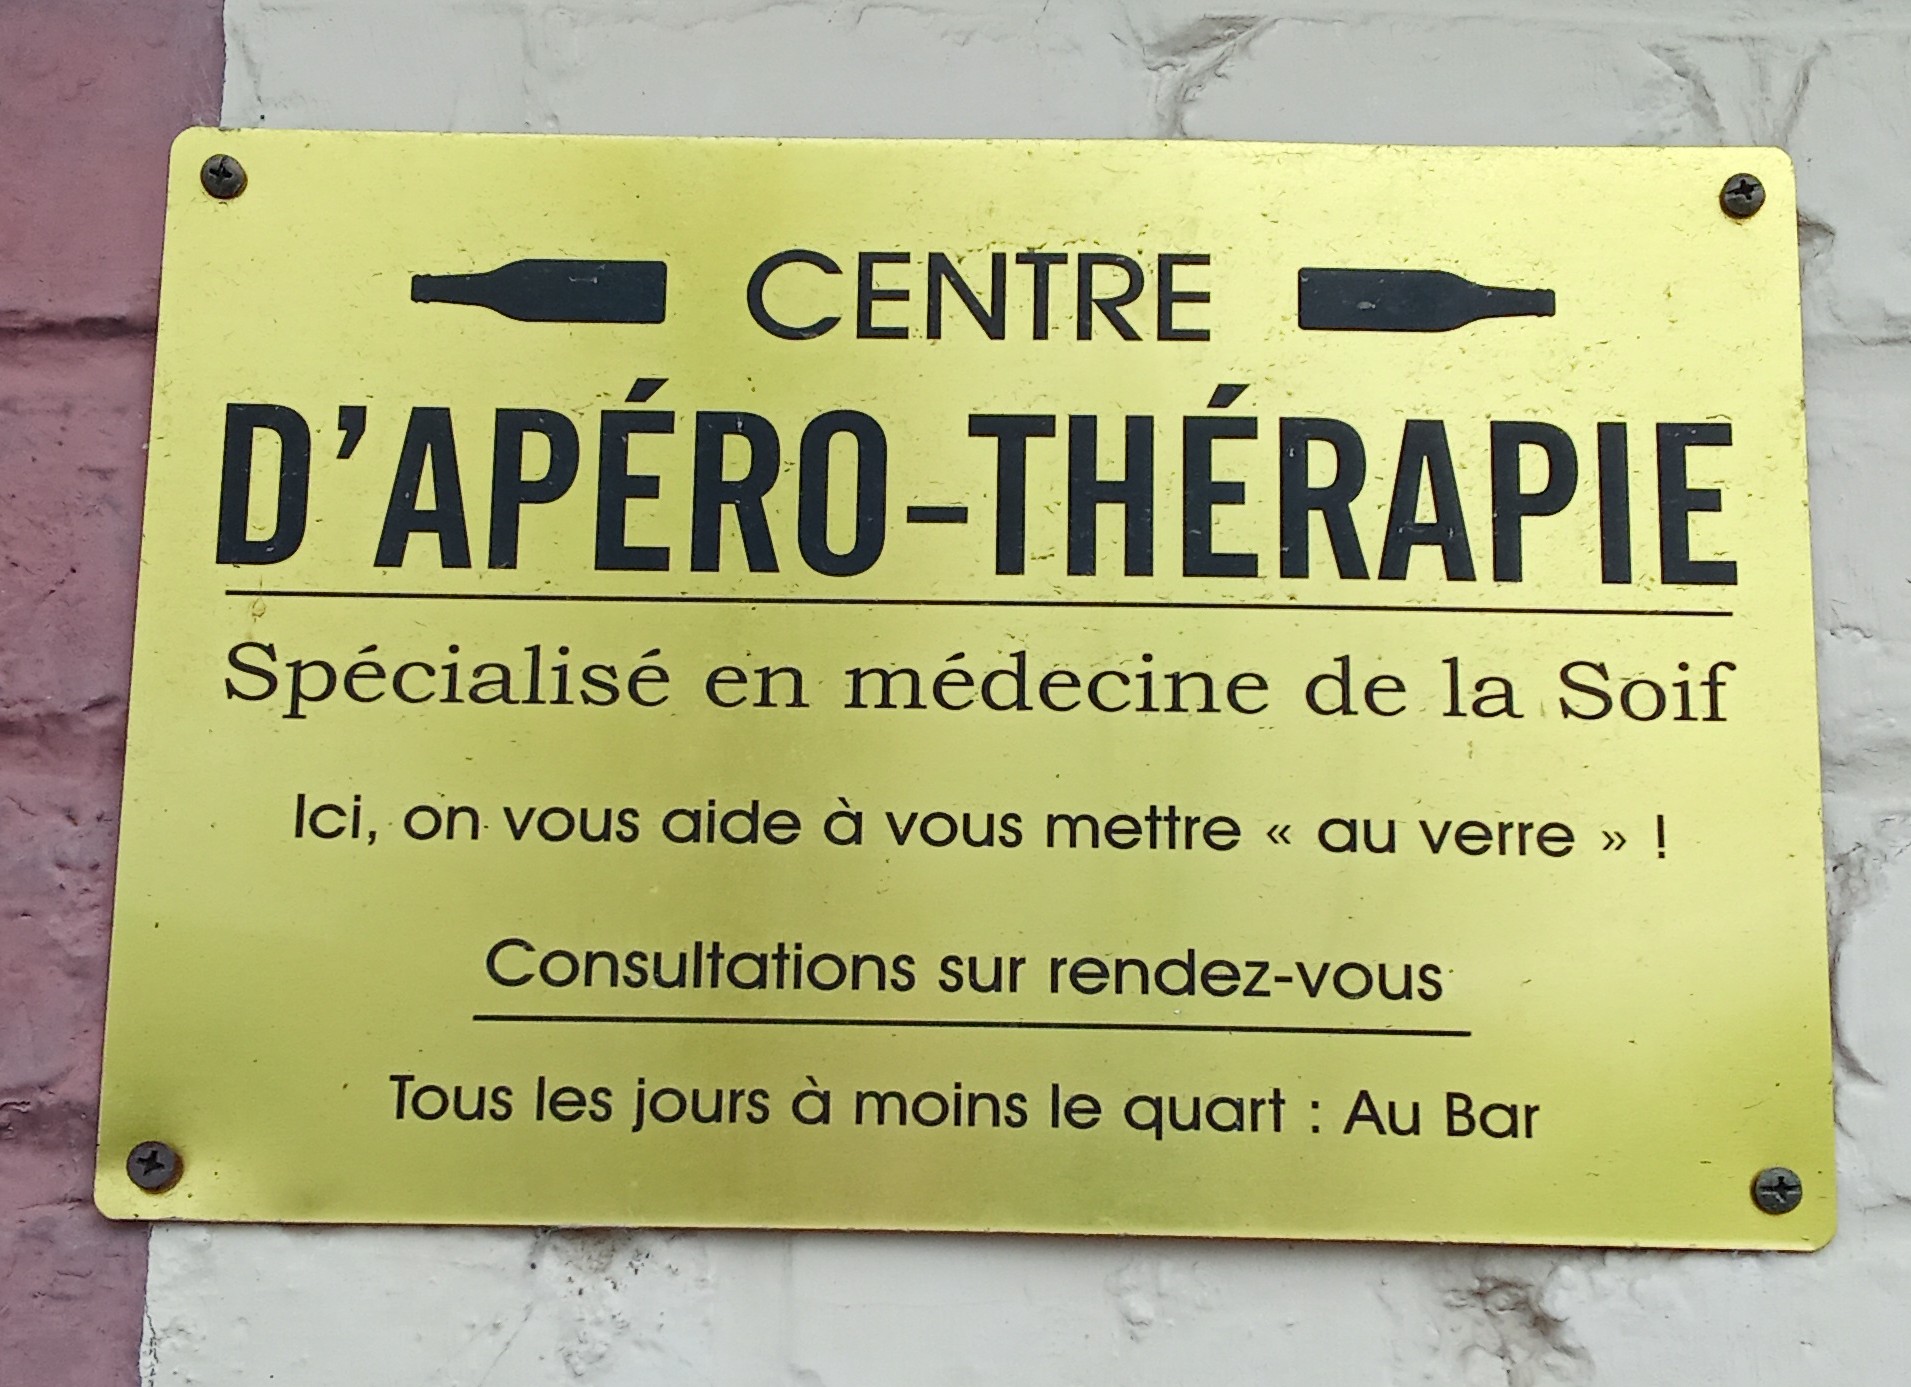 CENTRE
D'APÉRO-THÉRAPIE
Spécialisé en médecine de la Soif
Ici, on vous aide à vous mettre « au verre » !
Consultations sur rendez-vous
Tous les jours à moins le quart : Au Bar